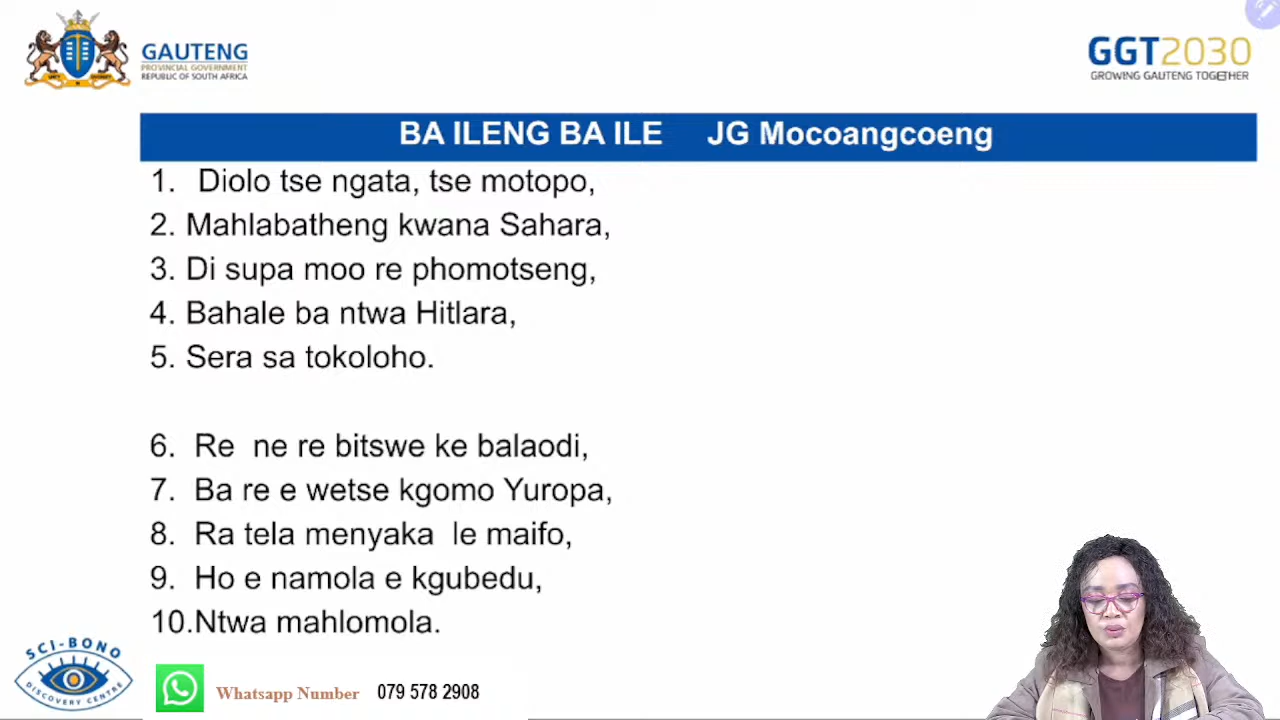 GAUTENG
PROVINCIAL GOVERNMENT
REPUBLIC OF SOUTH AFRICA
GGT2030
GROWING GAUTENG TOGETHER
BA ILENG BA ILE JG Mocoangcoeng
1. Diolo tse ngata, tse motopo,
2. Mahlabatheng kwana Sahara,
3. Di supa moo re phomotseng,
4. Bahale ba ntwa Hitlara,
5. Sera sa tokoloho.
6. Re ne re bitswe ke balaodi,
7. Ba re e wetse kgomo Yuropa,
8. Ra tela menyaka le maifo,
9. Ho e namola e kgubedu,
10.Ntwa mahlomola.
SCI-BONO
DISCOVERY CENTRE
Whatsapp Number 079 578 2908